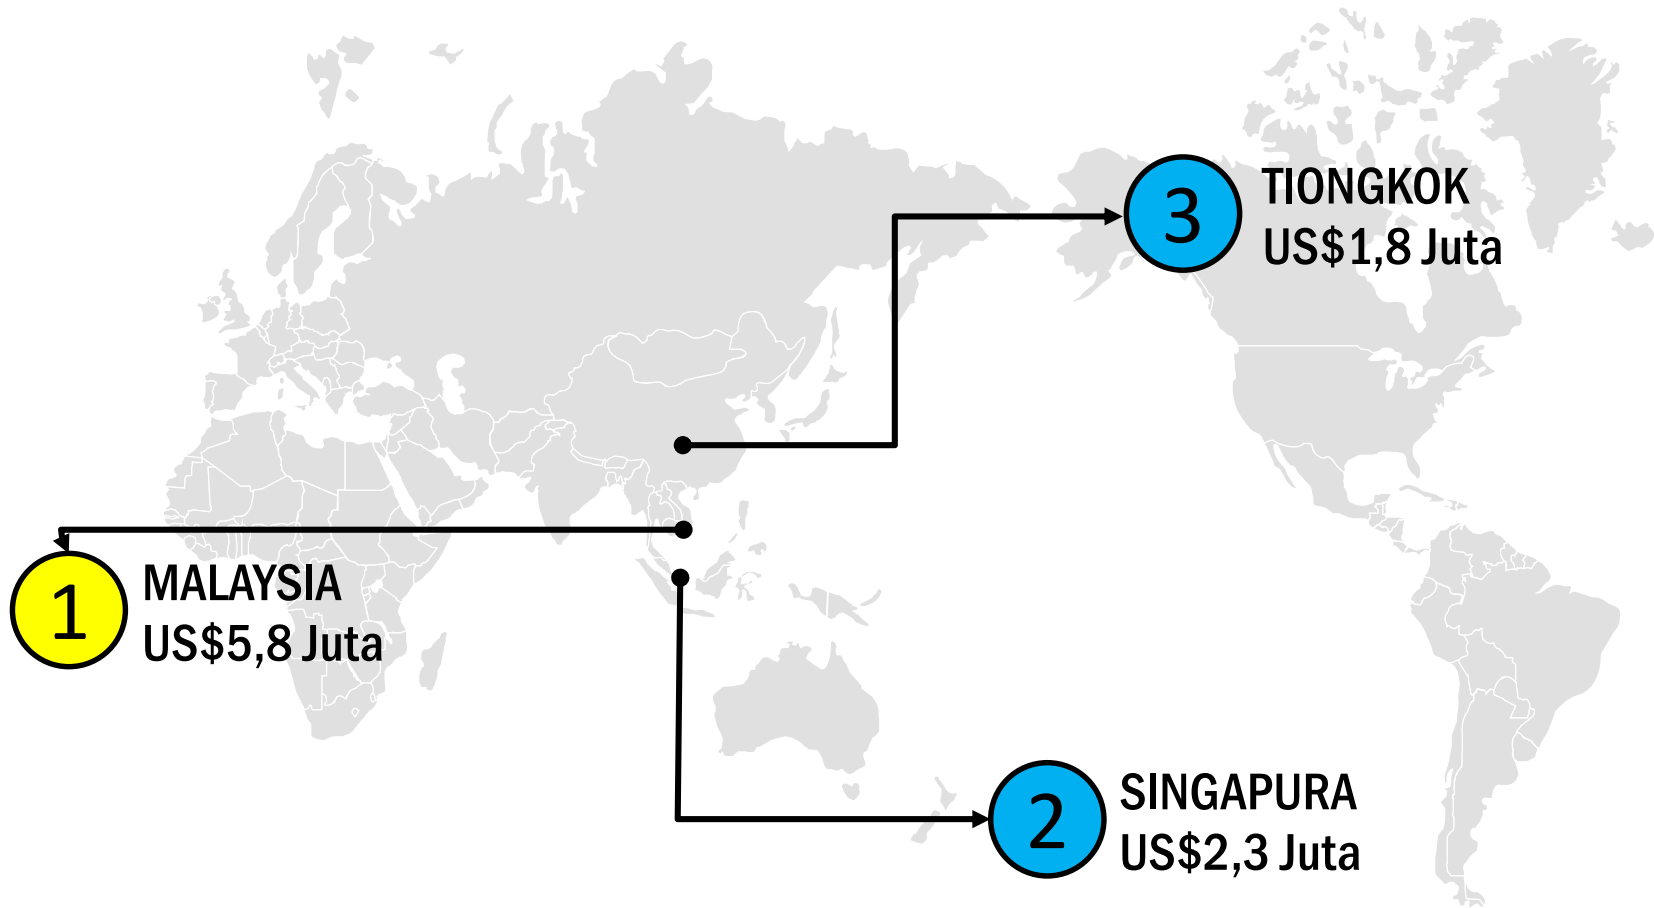 3
TIONGKOK
US$1,8 Juta
1
MALAYSIA
US$5,8 Juta
2
SINGAPURA
US$2,3 Juta